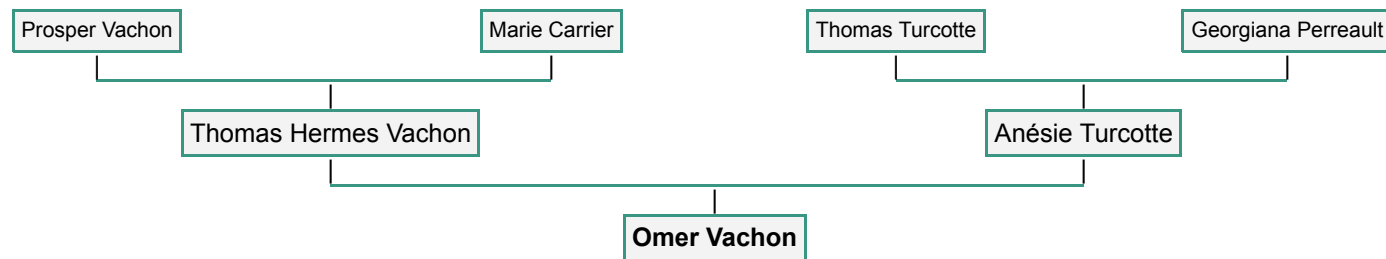 Prosper Vachon
Marie Carrier
Thomas Turcotte
Georgiana Perreault
Thomas Hermes Vachon
Anésie Turcotte
Omer Vachon